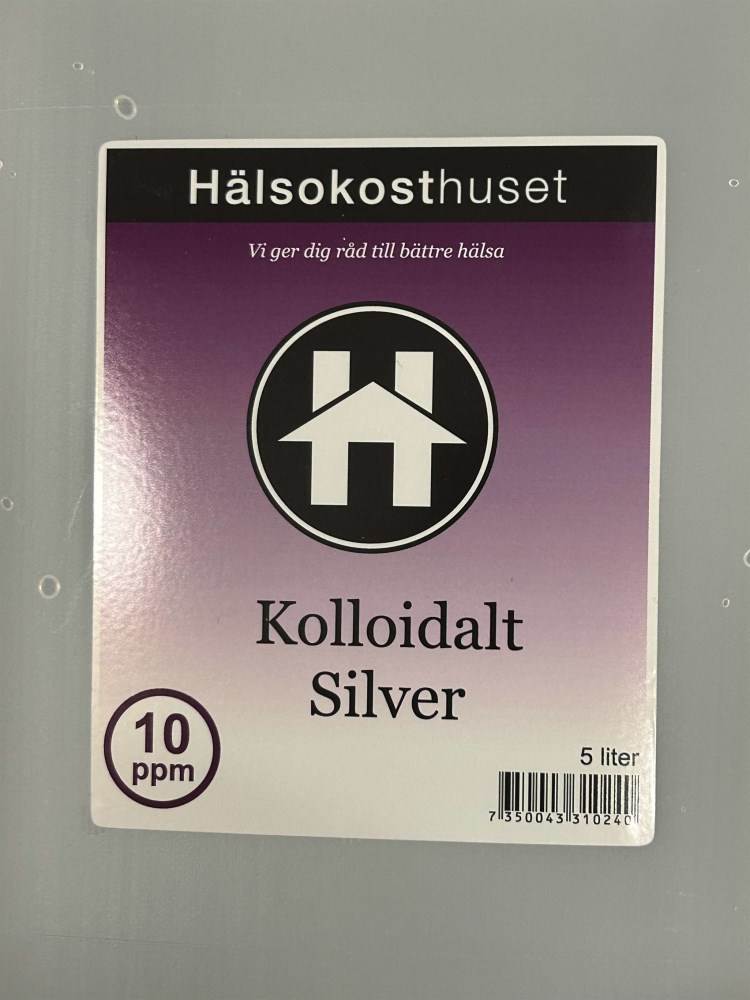 Hälsokosthuset
Vi ger dig råd till bättre hälsa
H
Kolloidalt
Silver
10
ppm
5 liter
7 350043 310240